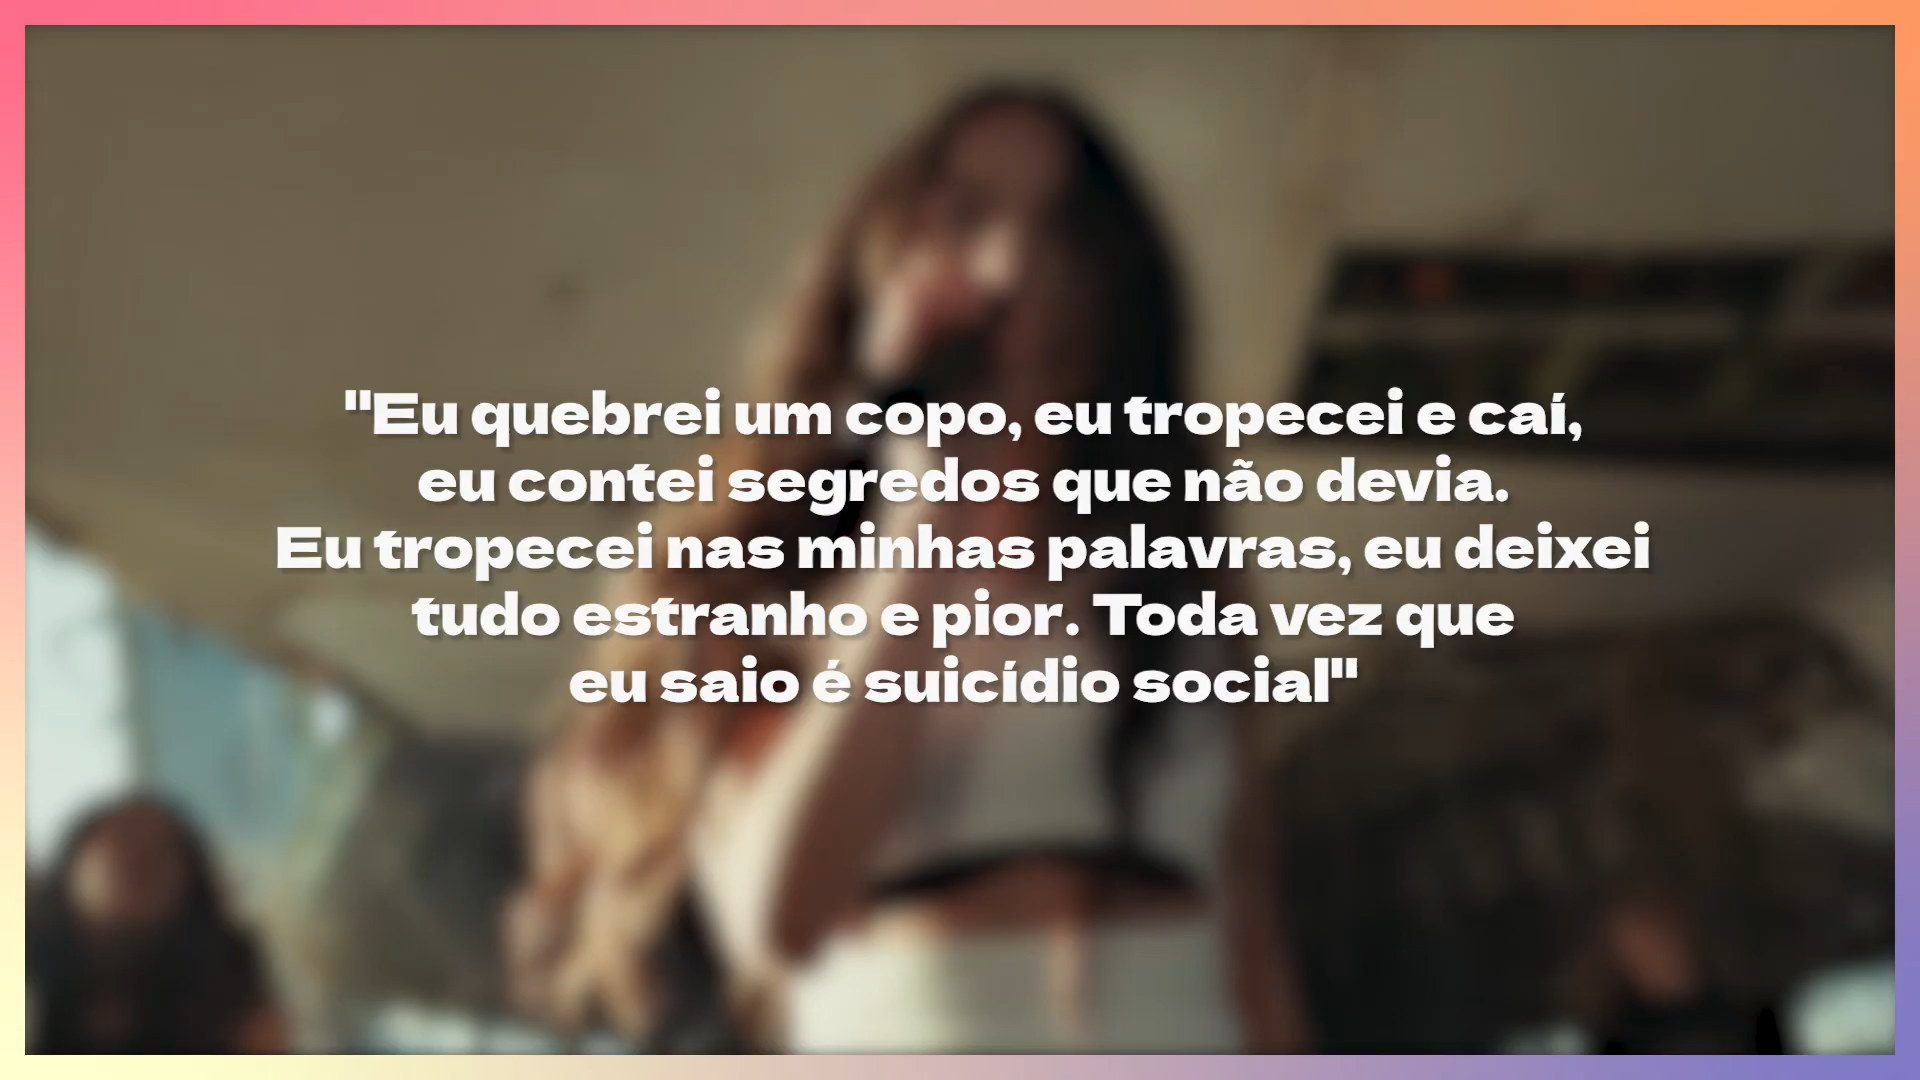 "Eu quebrei um copo, eu tropecei e caí,
eu contei segredos que não devia.
Eu tropecei nas minhas palavras, eu deixei
tudo estranho e pior. Toda vez que
eu saio é suicídio social"